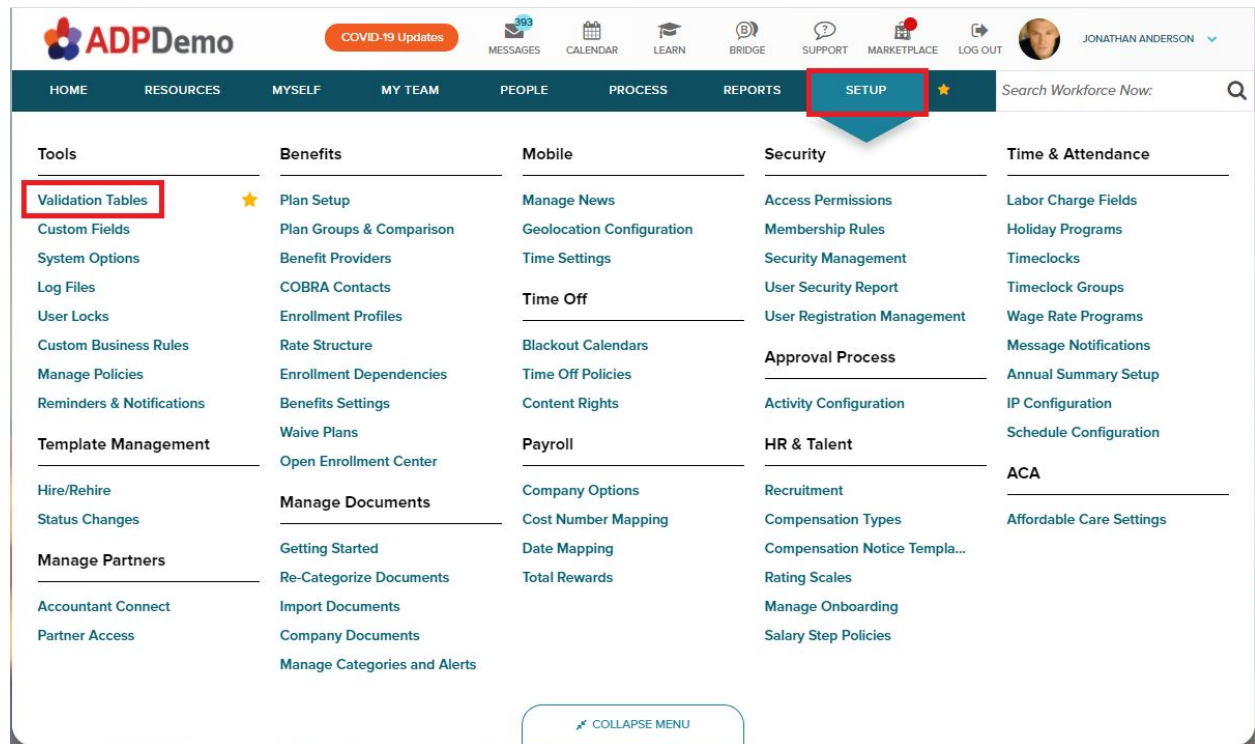 ADPDemo
COVID-19 Updates
393
MESSAGES
CALENDAR
LEARN
BRIDGE
SUPPORT
MARKETPLACE
LOG OUT
JONATHAN ANDERSON
HOME
RESOURCES
MYSELF
MY TEAM
PEOPLE
PROCESS
REPORTS
SETUP
Search Workforce Now:
Tools
Validation Tables
Custom Fields
System Options
Log Files
User Locks
Custom Business Rules
Manage Policies
Reminders & Notifications
Template Management
Hire/Rehire
Status Changes
Manage Partners
Accountant Connect
Partner Access
Benefits
Plan Setup
Plan Groups & Comparison
Benefit Providers
COBRA Contacts
Enrollment Profiles
Rate Structure
Enrollment Dependencies
Benefits Settings
Waive Plans
Open Enrollment Center
Manage Documents
Getting Started
Re-Categorize Documents
Import Documents
Company Documents
Manage Categories and Alerts
Mobile
Manage News
Geolocation Configuration
Time Settings
Time Off
Blackout Calendars
Time Off Policies
Content Rights
Payroll
Company Options
Cost Number Mapping
Date Mapping
Total Rewards
Security
Access Permissions
Membership Rules
Security Management
User Security Report
User Registration Management
Approval Process
Activity Configuration
HR & Talent
Recruitment
Compensation Types
Compensation Notice Templa...
Rating Scales
Manage Onboarding
Salary Step Policies
Time & Attendance
Labor Charge Fields
Holiday Programs
Timeclocks
Timeclock Groups
Wage Rate Programs
Message Notifications
Annual Summary Setup
IP Configuration
Schedule Configuration
ACA
Affordable Care Settings
COLLAPSE MENU